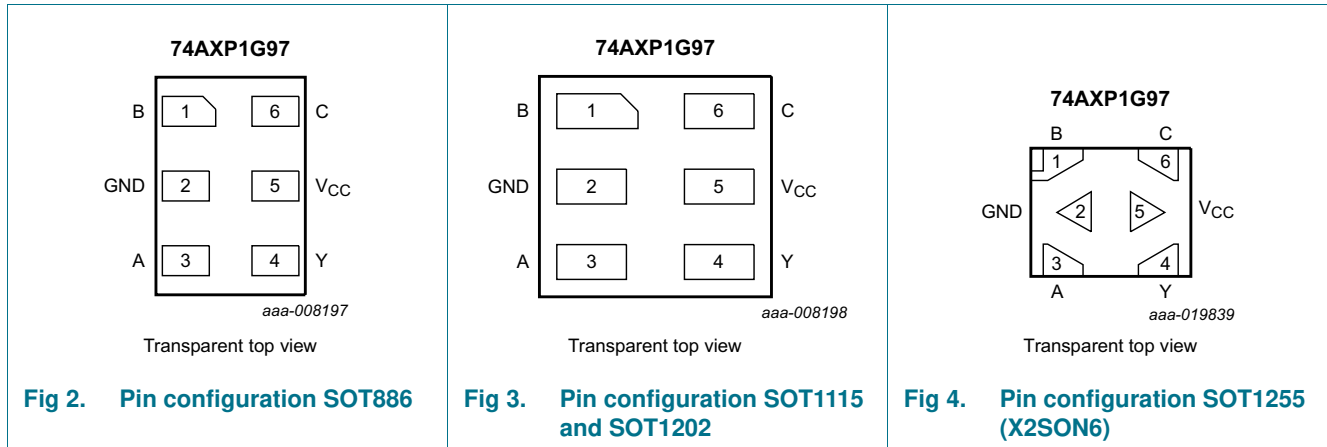 74AXP1G97
B 1 6 C
GND 2 5 VCC
A 3 4 Y
aaa-008197
Transparent top view
Fig 2. Pin configuration SOT886
74AXP1G97
B 1 6 C
GND 2 5 VCC
A 3 4 Y
aaa-008198
Transparent top view
Fig 3. Pin configuration SOT1115
and SOT1202
74AXP1G97
B C
1 6
GND 2 5 VCC
3 4
A Y
aaa-019839
Transparent top view
Fig 4. Pin configuration SOT1255
(X2SON6)